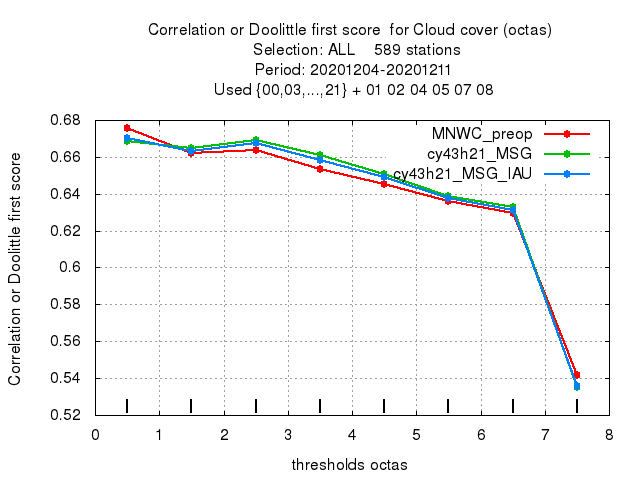 Correlation or Doolittle first score  for Cloud cover (octas)
Selection: ALL    589 stations
Period: 20201204-20201211
Used {00,03,...,21} + 01 02 04 05 07 08
MNWC_preop
cy43h21_MSG
cy43h21_MSG_IAU
Correlation or Doolittle first score
0.68
0.66
0.64
0.62
0.6
0.58
0.56
0.54
0.52
0 1 2 3 4 5 6 7 8
thresholds octas